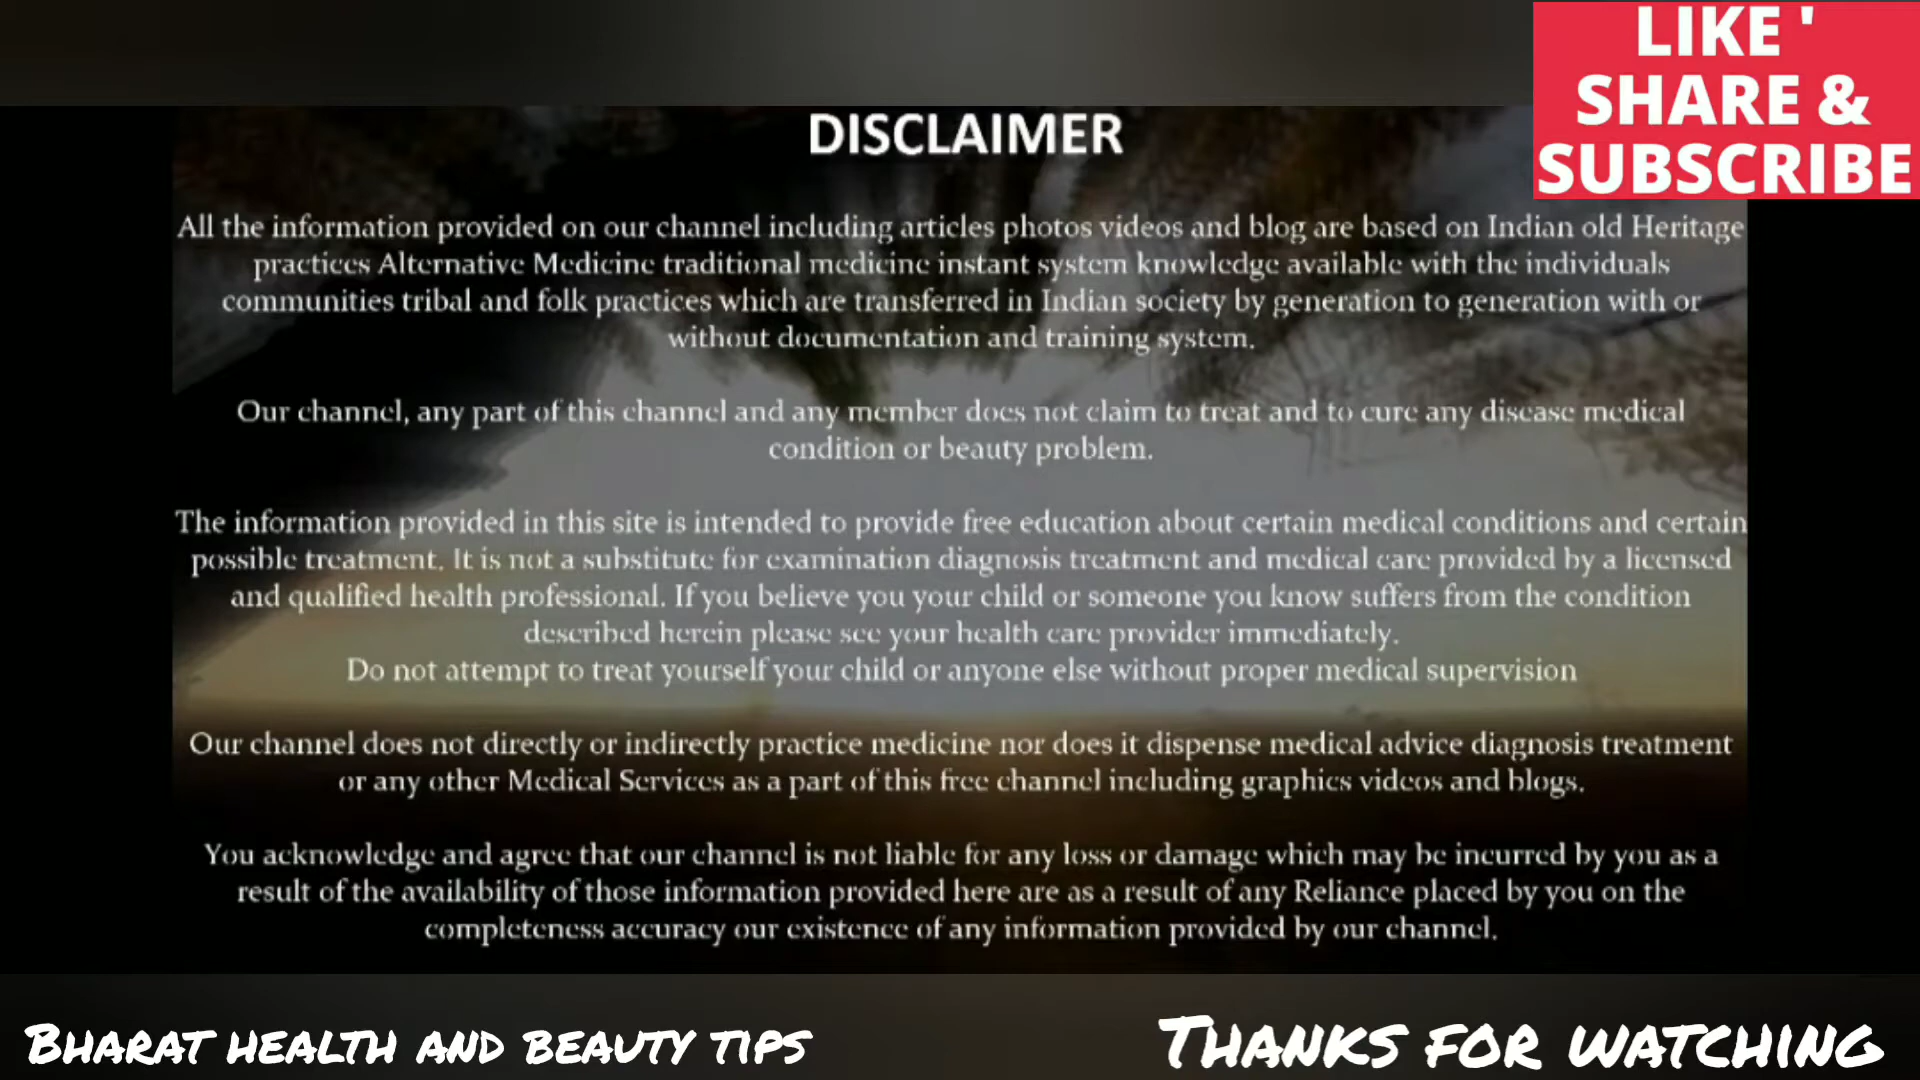 LIKE '
SHARE &
SUBSCRIBE
DISCLAIMER
All the information provided on our channel including articles photos videos and blog are based on Indian old Heritage
practices Alternative Medicine traditional medicine instant system knowledge available with the individuals
communities tribal and folk practices which are transferred in Indian society by generation to generation with or
without documentation and training system.
Our channel, any part of this channel and any member does not claim to treat and to cure any disease medical
condition or beauty problem.
The information provided in this site is intended to provide free education about certain medical conditions and certain
possible treatment. It is not a substitute for examination diagnosis treatment and medical care provided by a licensed
and qualified health professional. If you believe you your child or someone you know suffers from the condition
described herein please see your health care provider immediately.
Do not attempt to treat yourself your child or anyone else without proper medical supervision
Our channel does not directly or indirectly practice medicine nor does it dispense medical advice diagnosis treatment
or any other Medical Services as a part of this free channel including graphics videos and blogs.
You acknowledge and agree that our channel is not liable for any loss or damage which may be incurred by you as a
result of the availability of those information provided here are as a result of any Reliance placed by you on the
completeness accuracy our existence of any information provided by our channel.
BHARAT HEALTH AND BEAUTY TIPS
THANKS FOR WATCHING